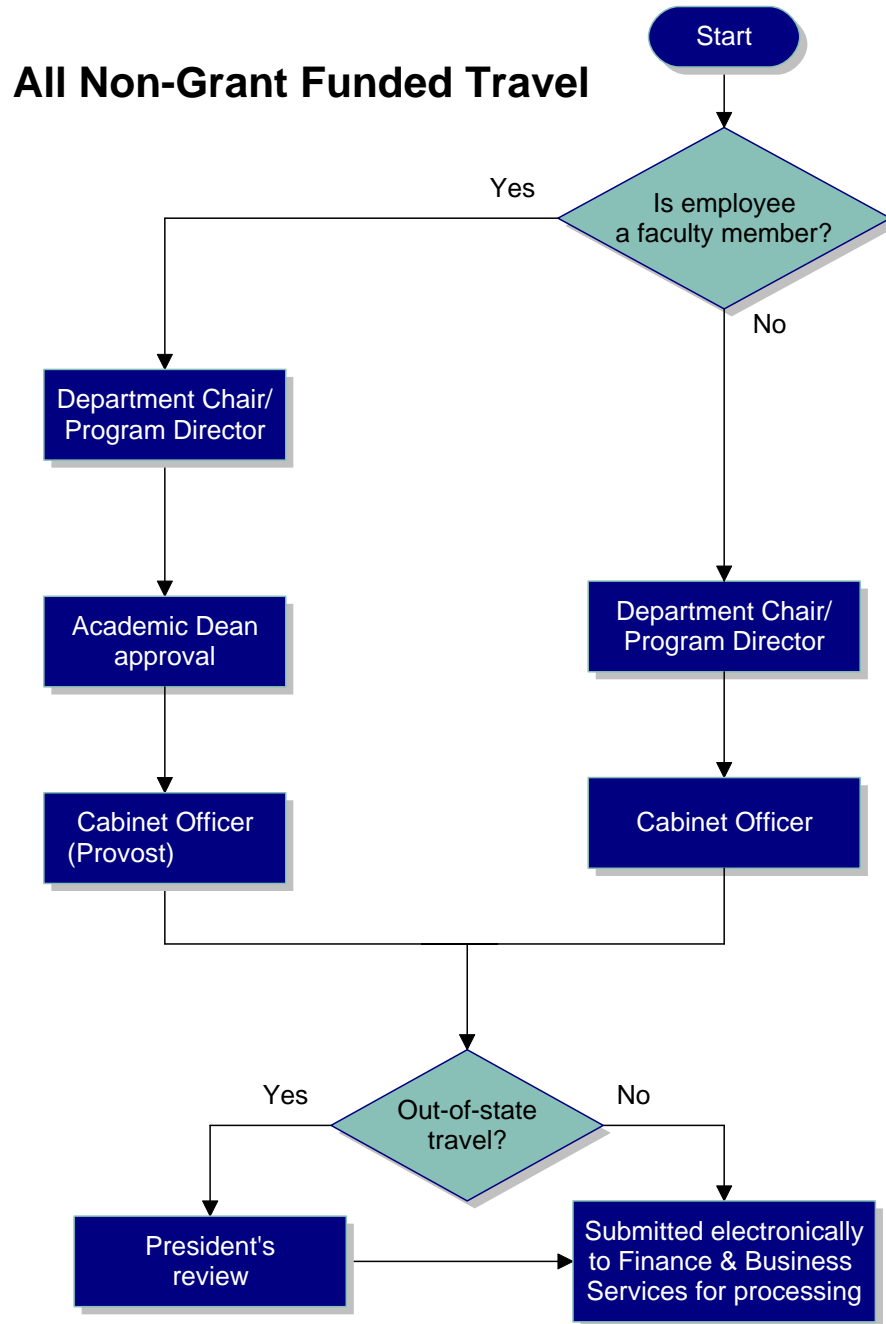 Start
All Non-Grant Funded Travel
Is employee
a faculty member?
Yes
No
Department Chair/
Program Director
Academic Dean
approval
Cabinet Officer
(Provost)
Department Chair/
Program Director
Cabinet Officer
Out-of-state
travel?
Yes
No
President's
review
Submitted electronically
to Finance & Business
Services for processing